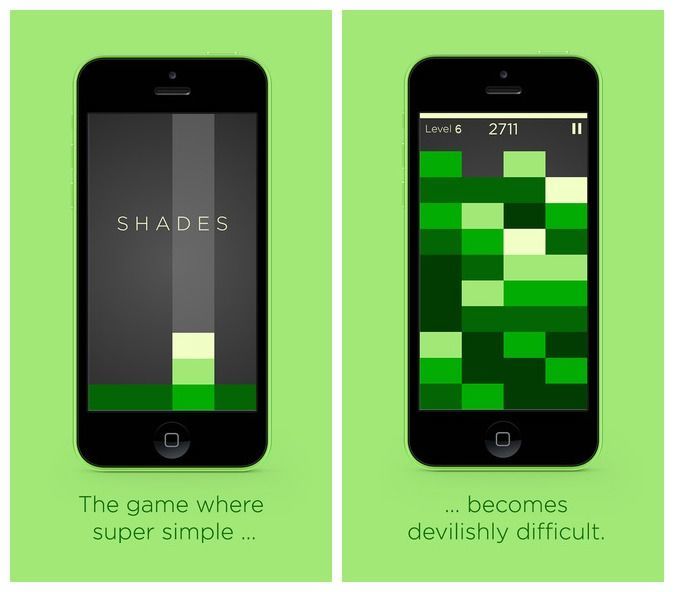 SHADES
The game where
super simple ...
Level 6 2711
... becomes
devilishly difficult.